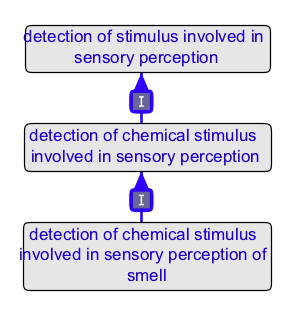 detection of stimulus involved in
sensory perception
I
detection of chemical stimulus
involved in sensory perception
I
detection of chemical stimulus
involved in sensory perception of
smell